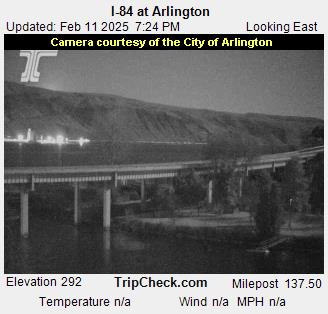 I-84 at Arlington
Updated: Feb 11 2025 7:24 PM Looking East
Camera courtesy of the City of Arlington
Elevation 292 TripCheck.com Milepost 137.50
Temperature n/a Wind n/a MPH n/a